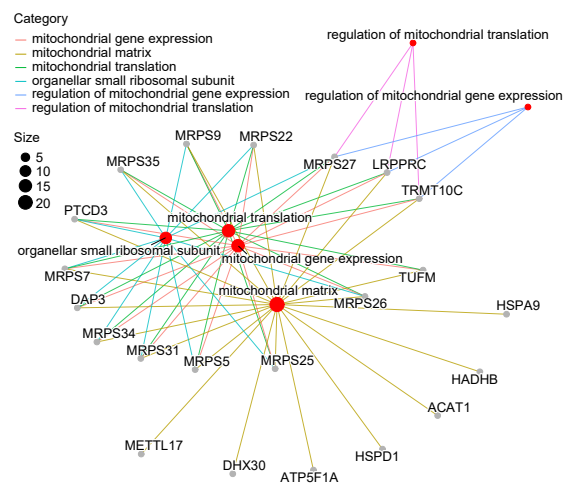 Category
mitochondrial gene expression
mitochondrial matrix
mitochondrial translation
organellar small ribosomal subunit
regulation of mitochondrial gene expression
regulation of mitochondrial translation
Size
5
10
15
20
regulation of mitochondrial translation
regulation of mitochondrial gene expression
MRPS9
MRPS22
MRPS35
MRPS27
LRPPRC
TRMT10C
PTCD3
mitochondrial translation
organellar small ribosomal subunit
mitochondrial gene expression
MRPS7
TUFM
mitochondrial matrix
DAP3
MRPS26
HSPA9
MRPS34
MRPS31
MRPS5
MRPS25
HADHB
ACAT1
METTL17
HSPD1
DHX30
ATP5F1A